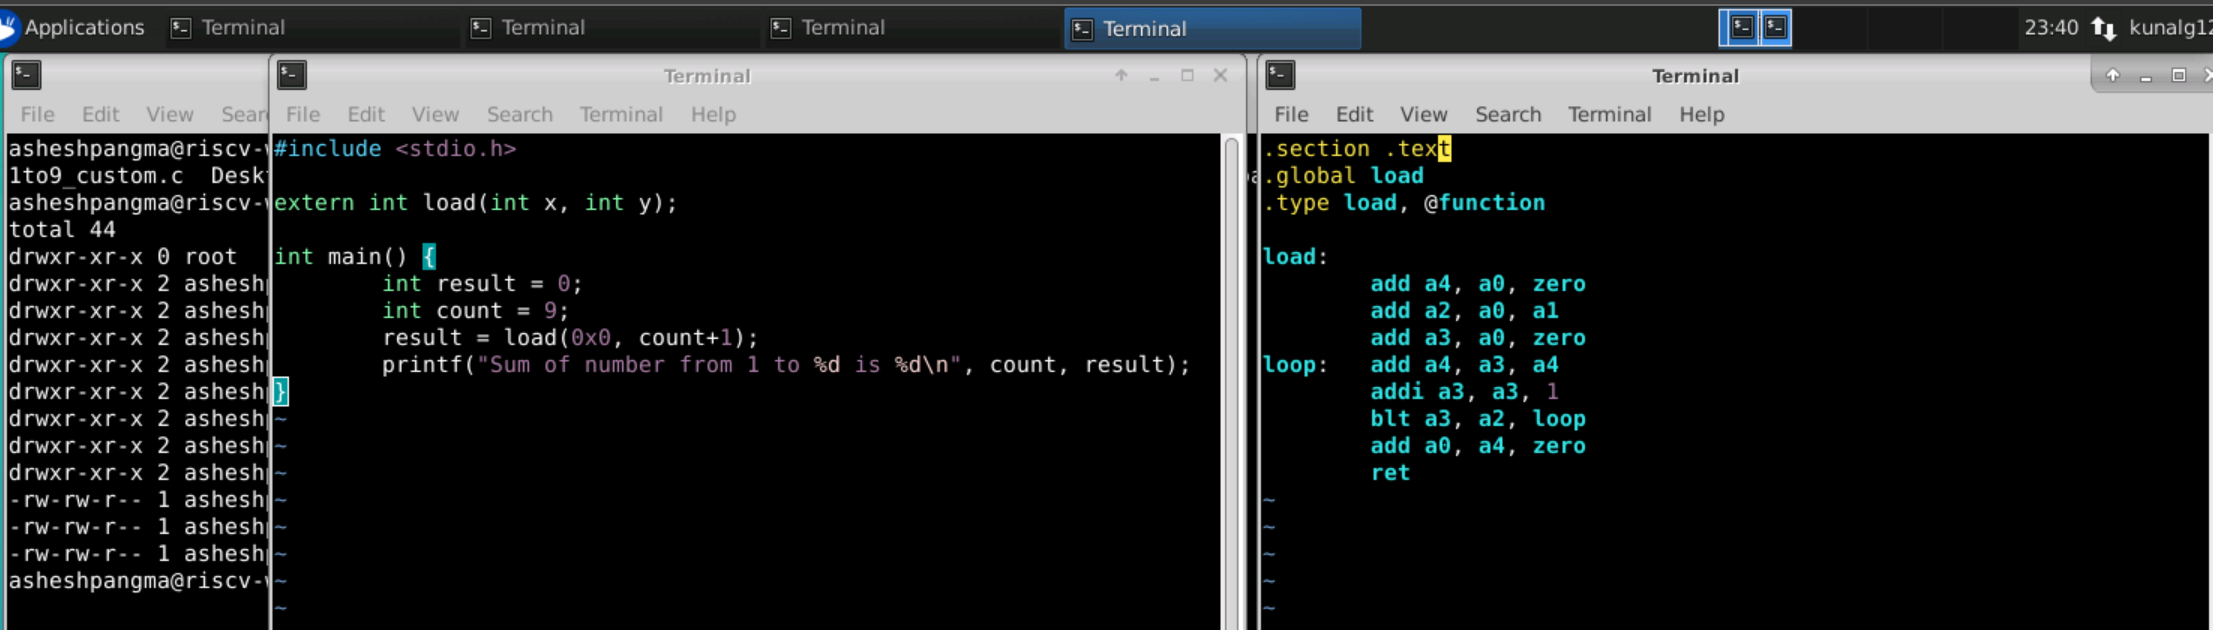 Applications Terminal Terminal Terminal Terminal 23:40 kunalg12
Terminal
Terminal
File Edit View Sear
File Edit View Search Terminal Help
File Edit View Search Terminal Help
asheshpangma@riscv-
1to9_custom.c Desk
asheshpangma@riscv-
total 44
drwxr-xr-x 0 root
drwxr-xr-x 2 ashesh
drwxr-xr-x 2 ashesh
drwxr-xr-x 2 ashesh
drwxr-xr-x 2 ashesh
drwxr-xr-x 2 ashesh
drwxr-xr-x 2 ashesh
drwxr-xr-x 2 ashesh
drwxr-xr-x 2 ashesh
-rw-rw-r-- 1 ashesh
-rw-rw-r-- 1 ashesh
-rw-rw-r-- 1 ashesh
asheshpangma@riscv-
#include <stdio.h>
extern int load(int x, int y);
int main() {
int result = 0;
int count = 9;
result = load(0x0, count+1);
printf("Sum of number from 1 to %d is %d\n", count, result);
}
~
~
~
~
~
~
~
~
.section .text
.global load
.type load, @function
load:
add a4, a0, zero
add a2, a0, a1
add a3, a0, zero
loop: add a4, a3, a4
addi a3, a3, 1
blt a3, a2, loop
add a0, a4, zero
ret
~
~
~
~
~